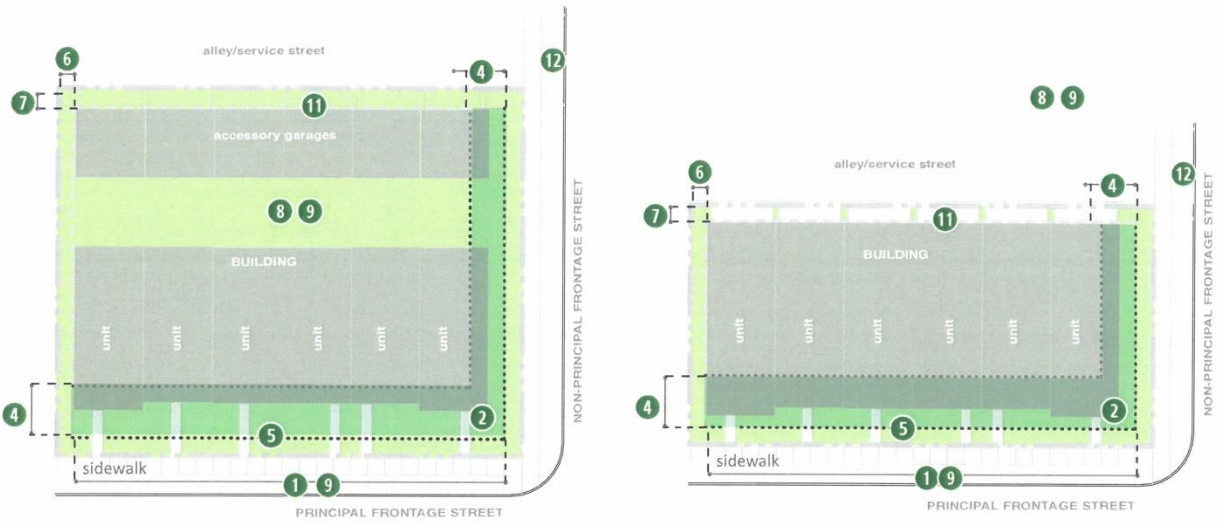 alley/service street
12
6
4
7
11
accessory garages
8 9
BUILDING
unit unit unit unit unit unit
NON-PRINCIPAL FRONTAGE STREET
4
2
5
sidewalk
1 9
PRINCIPAL FRONTAGE STREET
8 9
alley/service street
12
6
4
7
11
BUILDING
unit unit unit unit unit unit
NON-PRINCIPAL FRONTAGE STREET
4
2
5
sidewalk
1 9
PRINCIPAL FRONTAGE STREET